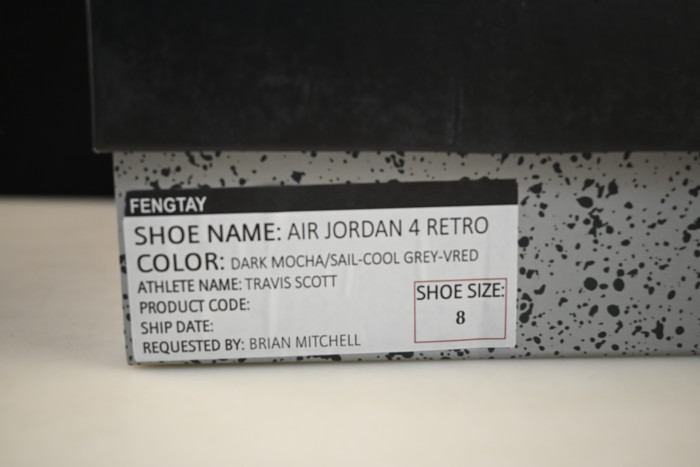 FENGTAY
SHOE NAME: AIR JORDAN 4 RETRO
COLOR: DARK MOCHA/SAIL-COOL GREY-VRED
ATHLETE NAME: TRAVIS SCOTT
PRODUCT CODE:
SHIP DATE:
REQUESTED BY: BRIAN MITCHELL
SHOE SIZE:
8